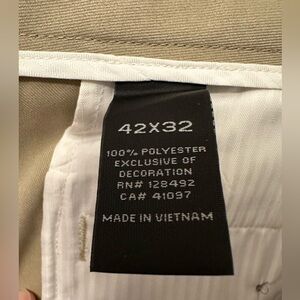 42X32
100% POLYESTER
EXCLUSIVE OF
DECORATION
RN# 128492
CA# 41097
MADE IN VIETNAM